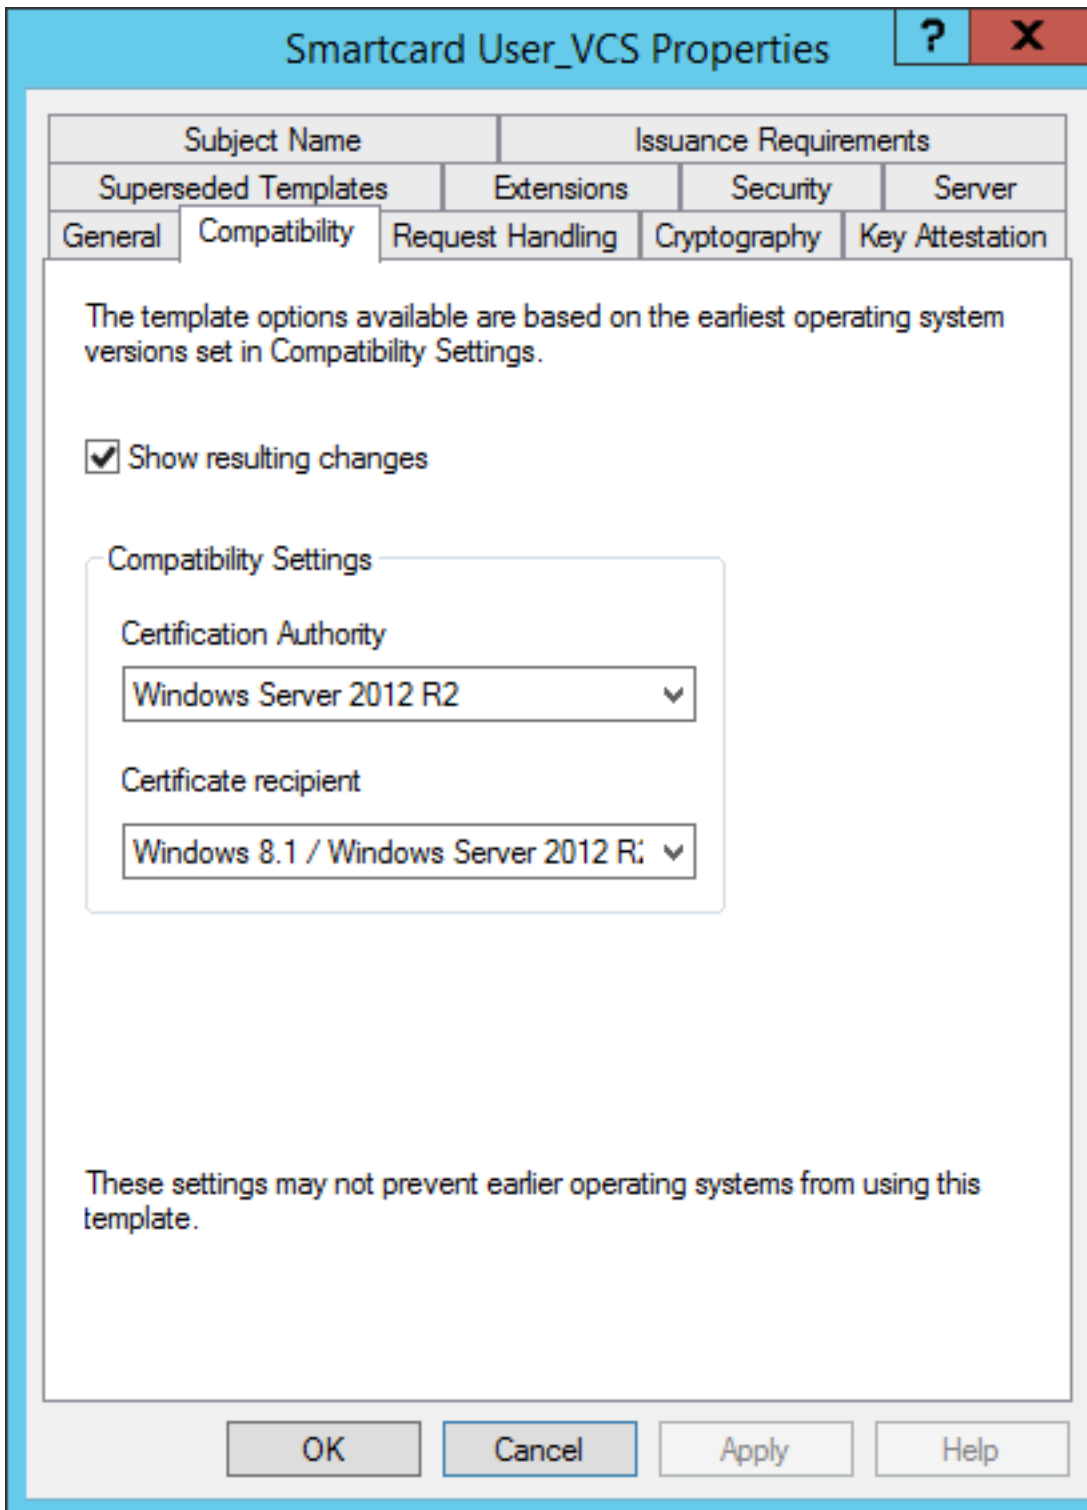 Smartcard User_VCS Properties
?
X
Subject Name
Issuance Requirements
Superseded Templates
Extensions
Security
Server
General
Compatibility
Request Handling
Cryptography
Key Attestation
The template options available are based on the earliest operating system
versions set in Compatibility Settings.
Show resulting changes
Compatibility Settings
Certification Authority
Windows Server 2012 R2
Certificate recipient
Windows 8.1 / Windows Server 2012 R2
These settings may not prevent earlier operating systems from using this
template.
OK
Cancel
Apply
Help